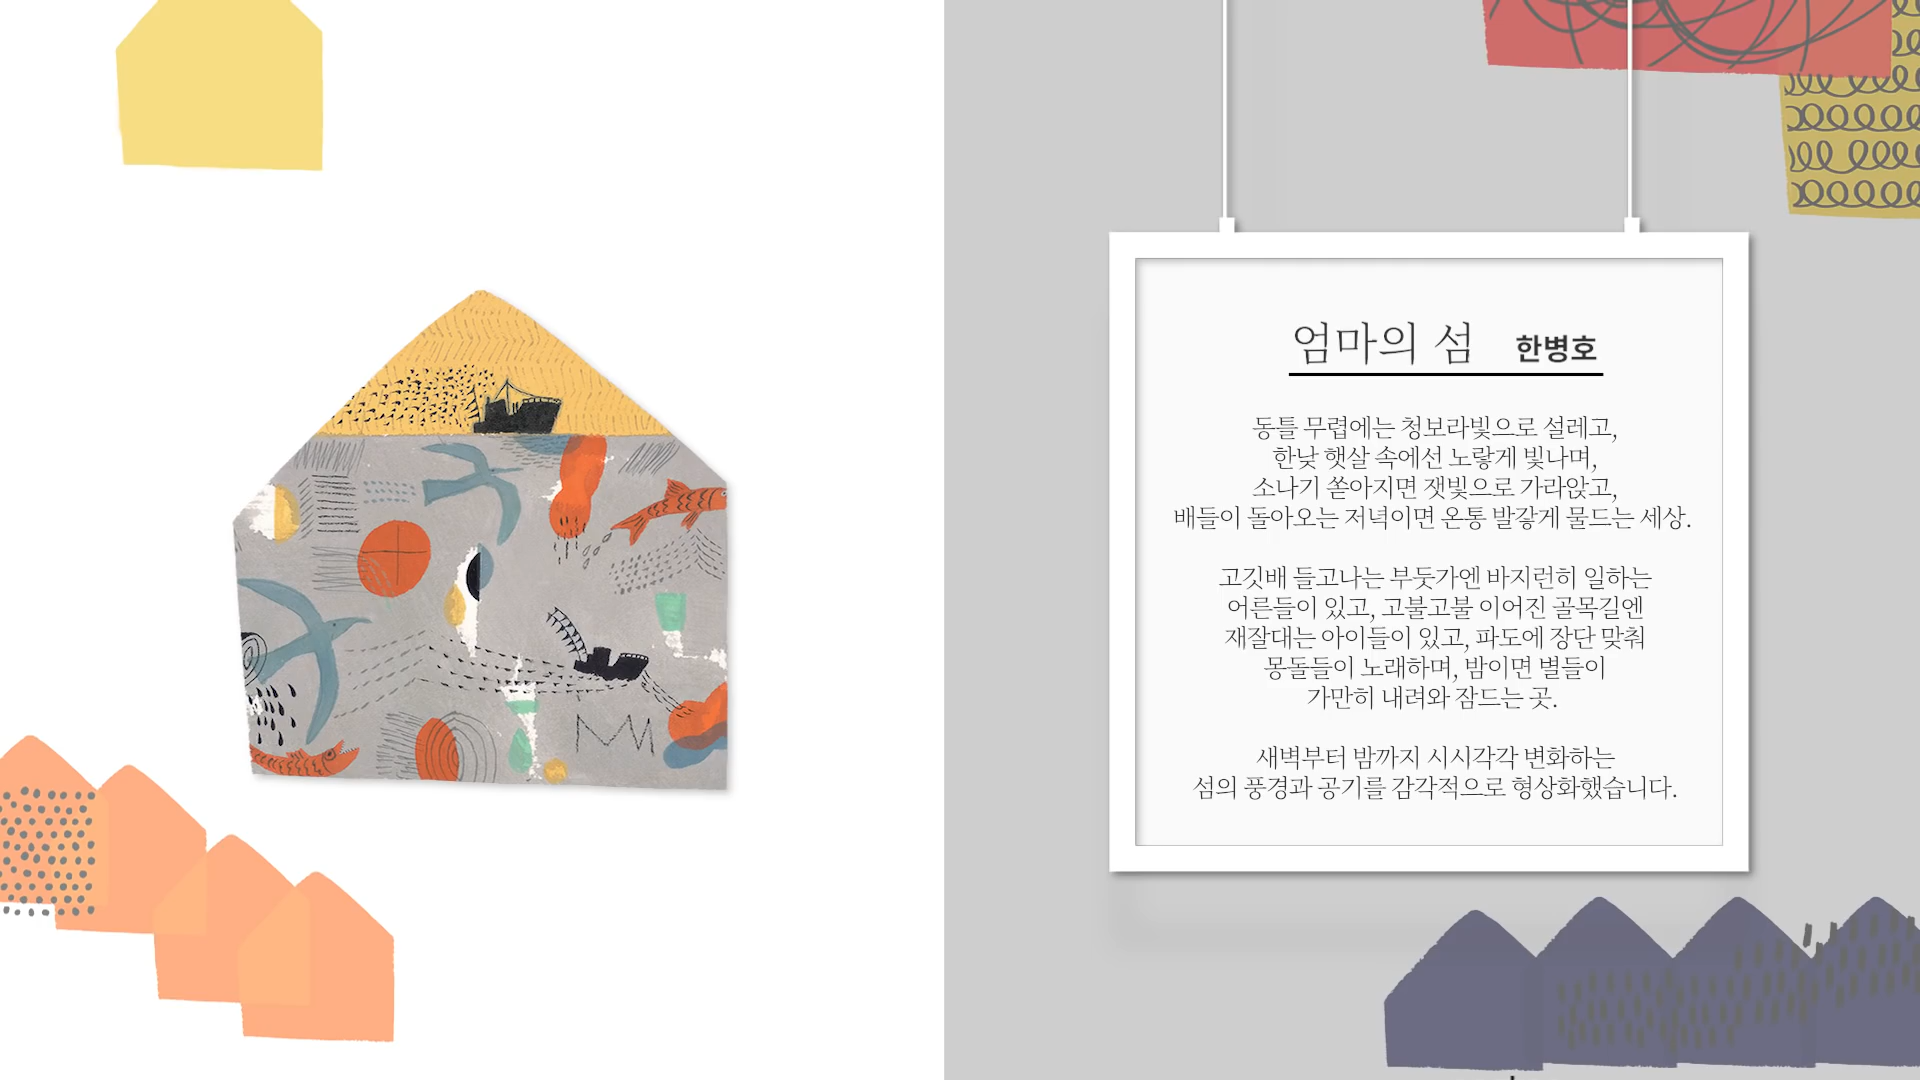 엄마의 섬 한병호
동틀 무렵에는 청보라빛으로 설레고,
한낮 햇살 속에선 노랗게 빛나며,
소나기 쏟아지면 잿빛으로 가라앉고,
배들이 돌아오는 저녁이면 온통 발갛게 물드는 세상.
고깃배 들고나는 부둣가엔 바지런히 일하는
어른들이 있고, 고불고불 이어진 골목길엔
재잘대는 아이들이 있고, 파도에 장단 맞춰
몽돌들이 노래하며, 밤이면 별들이
가만히 내려와 잠드는 곳.
새벽부터 밤까지 시시각각 변화하는
섬의 풍경과 공기를 감각적으로 형상화했습니다.